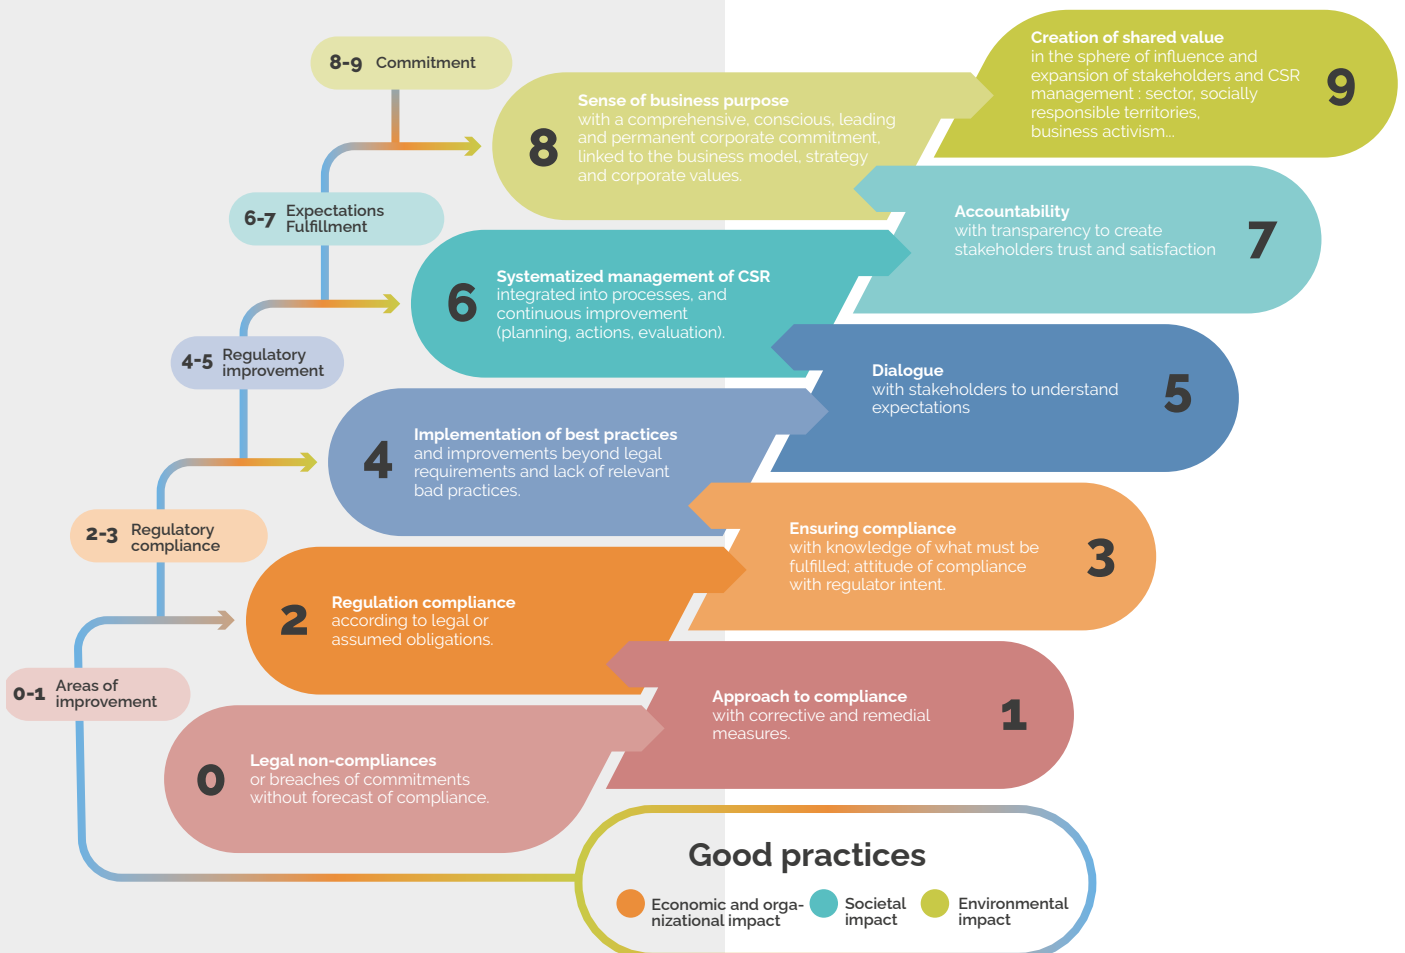 8-9 Commitment
Creation of shared value
in the sphere of influence and
expansion of stakeholders and CSR
management : sector, socially
responsible territories,
business activism...
9
8
Sense of business purpose
with a comprehensive, conscious, leading
and permanent corporate commitment,
linked to the business model, strategy
and corporate values.
6-7 Expectations
Fulfillment
Accountability
with transparency to create
stakeholders trust and satisfaction
7
6
Systematized management of CSR
integrated into processes, and
continuous improvement
(planning, actions, evaluation).
4-5 Regulatory
improvement
Dialogue
with stakeholders to understand
expectations
5
4
Implementation of best practices
and improvements beyond legal
requirements and lack of relevant
bad practices.
2-3 Regulatory
compliance
Ensuring compliance
with knowledge of what must be
fulfilled; attitude of compliance
with regulator intent.
3
2
Regulation compliance
according to legal or
assumed obligations.
0-1 Areas of
improvement
Approach to compliance
with corrective and remedial
measures.
1
0
Legal non-compliances
or breaches of commitments
without forecast of compliance.
Good practices
Economic and orga-
nizational impact
Societal
impact
Environmental
impact